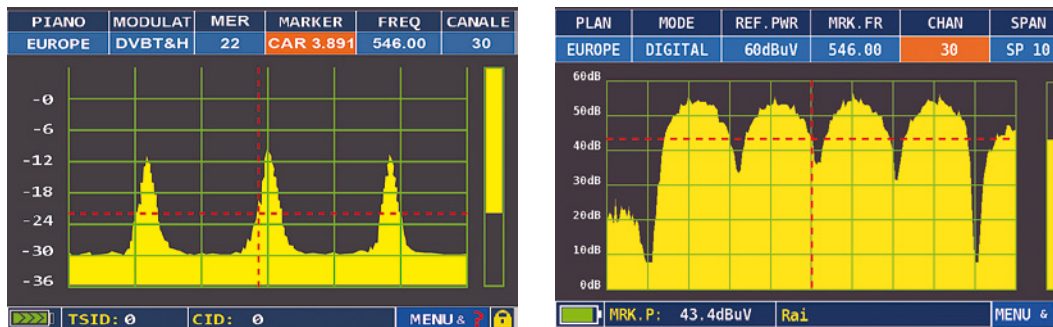 PIANO MODULAT MER MARKER FREQ CANALE
EUROPE DVBT&H 22 CAR 3.891 546.00 30
-0
-6
-12
-18
-24
-30
-36
TSID: 0 CID: 0 MENU & ?
PLAN MODE REF.PWR MRK.FR CHAN SPAN
EUROPE DIGITAL 60dBuV 546.00 30 SP 10
60dB
50dB
40dB
30dB
20dB
10dB
0dB
MRK.P: 43.4dBuV Rai MENU &